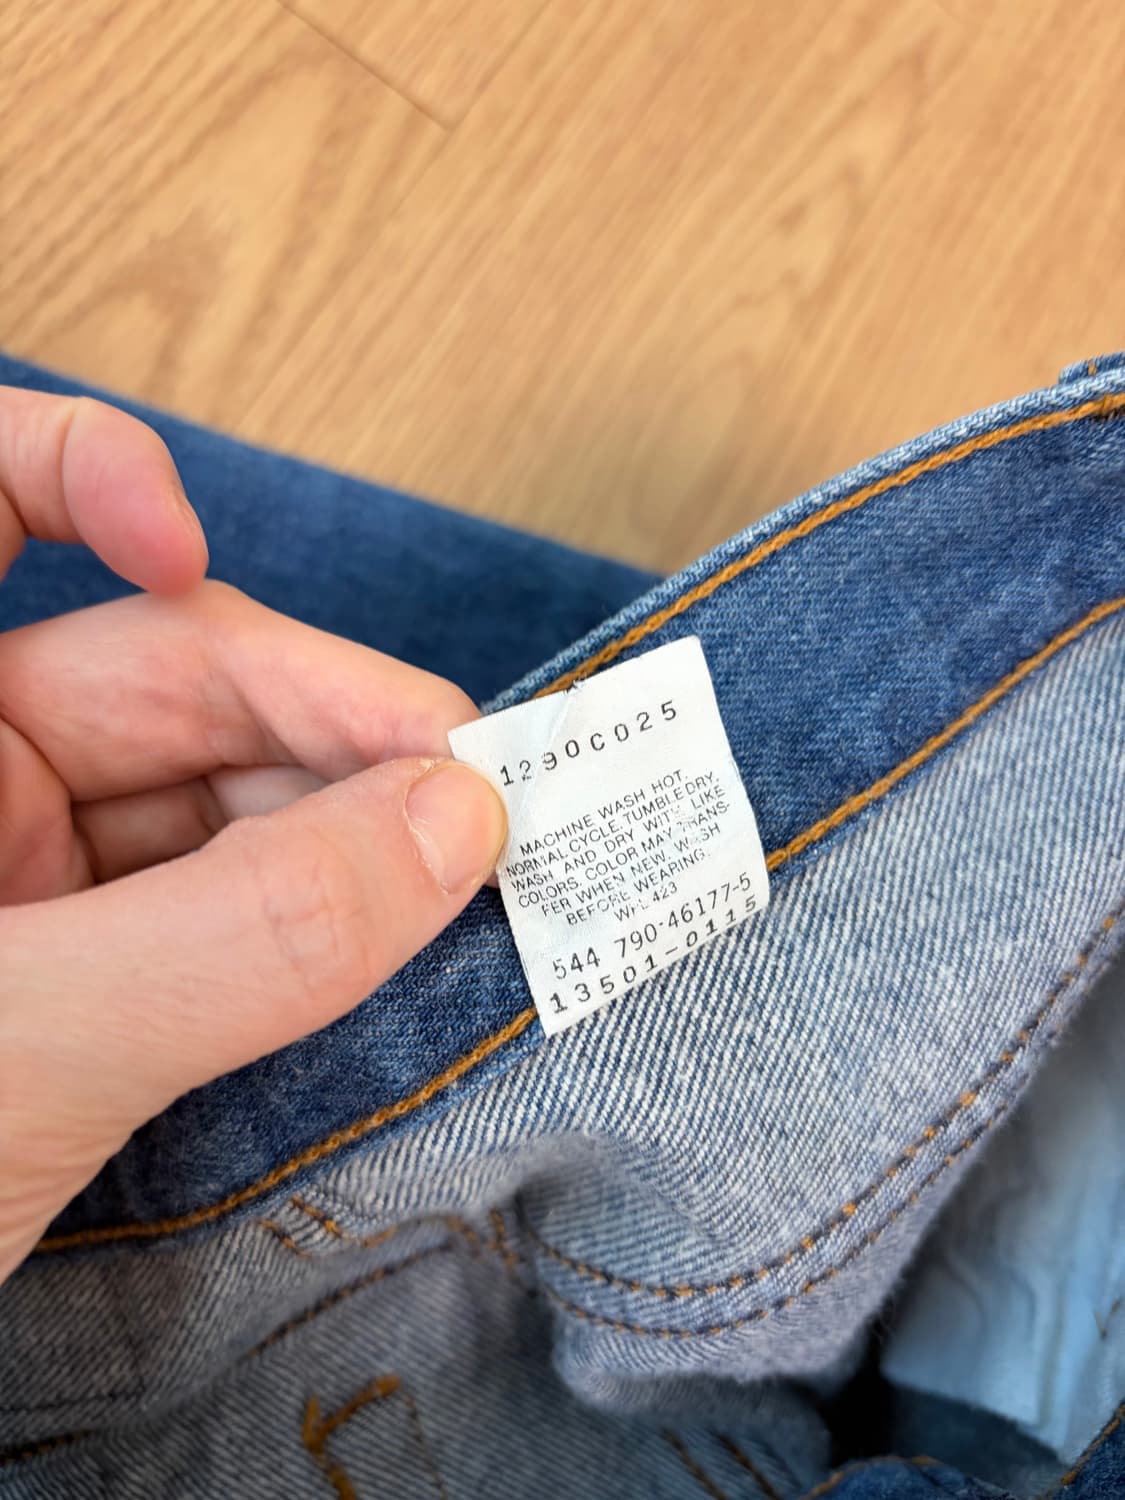 1290C025
MACHINE WASH HOT,
NORMAL CYCLE TUMBLE DRY.
WASH AND DRY WITH LIKE
COLORS. COLOR MAY TRANS-
FER WHEN NEW. WASH
BEFORE WEARING.
WPL 423
544 790-46177-5
13501-0115